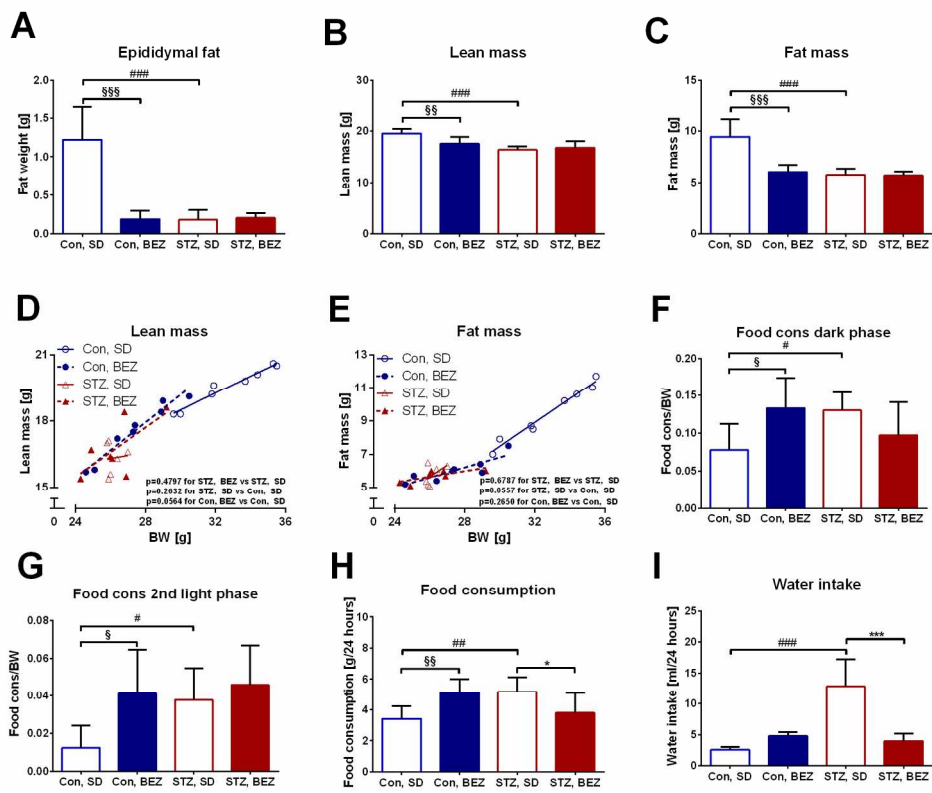 A
Epididymal fat
###
§§§
Fat weight [g]
2.0
1.5
1.0
0.5
0.0
Con, SD
Con, BEZ
STZ, SD
STZ, BEZ
B
Lean mass
###
§§
Lean mass [g]
30
20
10
0
Con, SD
Con, BEZ
STZ, SD
STZ, BEZ
C
Fat mass
###
§§§
Fat mass [g]
15
10
5
0
Con, SD
Con, BEZ
STZ, SD
STZ, BEZ
D
Lean mass
Con, SD
Con, BEZ
STZ, SD
STZ, BEZ
Lean mass [g]
21
18
15
0
p=0.4797 for STZ, BEZ vs STZ, SD
p=0.2032 for STZ, SD vs Con, SD
p=0.0564 for Con, BEZ vs Con, SD
0
24
28
32
36
BW [g]
E
Fat mass
Con, SD
Con, BEZ
STZ, SD
STZ, BEZ
Fat mass [g]
13
9
5
0
p=0.6787 for STZ, BEZ vs STZ, SD
p=0.0557 STZ, SD vs Con, SD
p=0.2650 for Con, BEZ vs Con, SD
0
24
28
32
36
BW [g]
F
Food cons dark phase
#
§
Food cons/BW
0.20
0.15
0.10
0.05
0.00
Con, SD
Con, BEZ
STZ, SD
STZ, BEZ
G
Food cons 2nd light phase
#
§
Food cons/BW
0.08
0.06
0.04
0.02
0.00
Con, SD
Con, BEZ
STZ, SD
STZ, BEZ
H
Food consumption
##
§§
*
Food consumption [g/24 hours]
10
8
6
4
2
0
Con, SD
Con, BEZ
STZ, SD
STZ, BEZ
I
Water intake
###
***
Water intake [ml/24 hours]
25
20
15
10
5
0
Con, SD
Con, BEZ
STZ, SD
STZ, BEZ